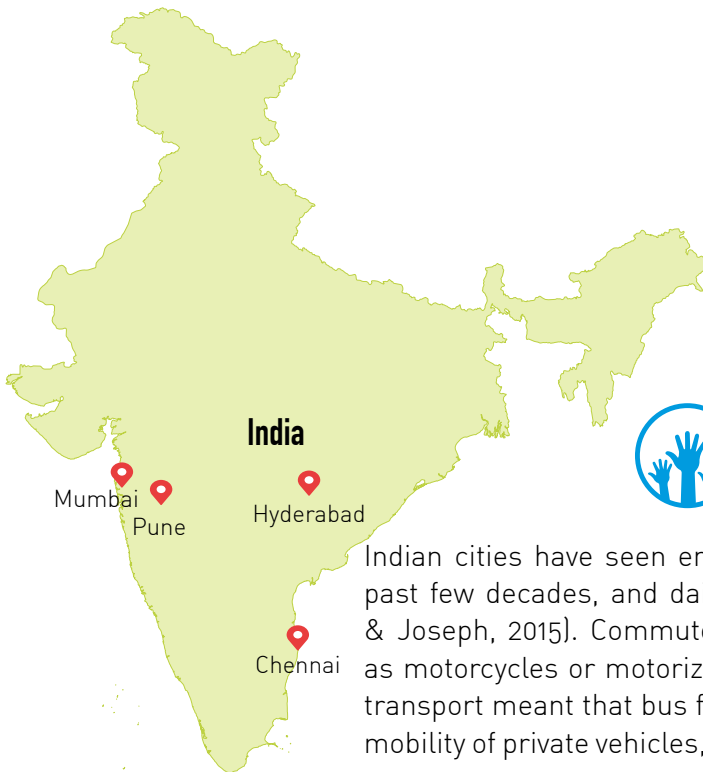 India
Mumbai
Pune
Hyderabad
Chennai
Indian cities have seen
past few decades, and
& Joseph, 2015). Commute
as motorcycles or motoriz
transport meant that bus
mobility of private vehicles,